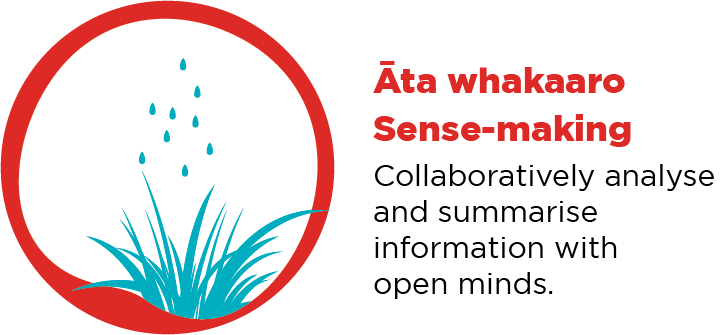 Āta whakaaro
Sense-making
Collaboratively analyse
and summarise
information with
open minds.